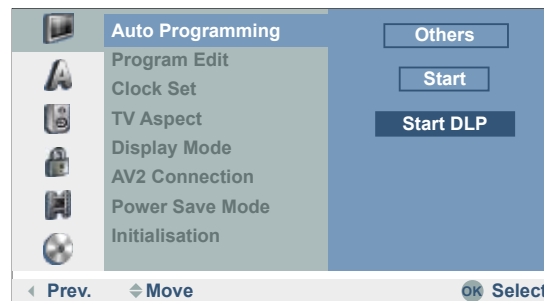 Auto Programming
Program Edit
Clock Set
TV Aspect
Display Mode
AV2 Connection
Power Save Mode
Initialisation
Others
Start
Start DLP
Prev. Move OK Select